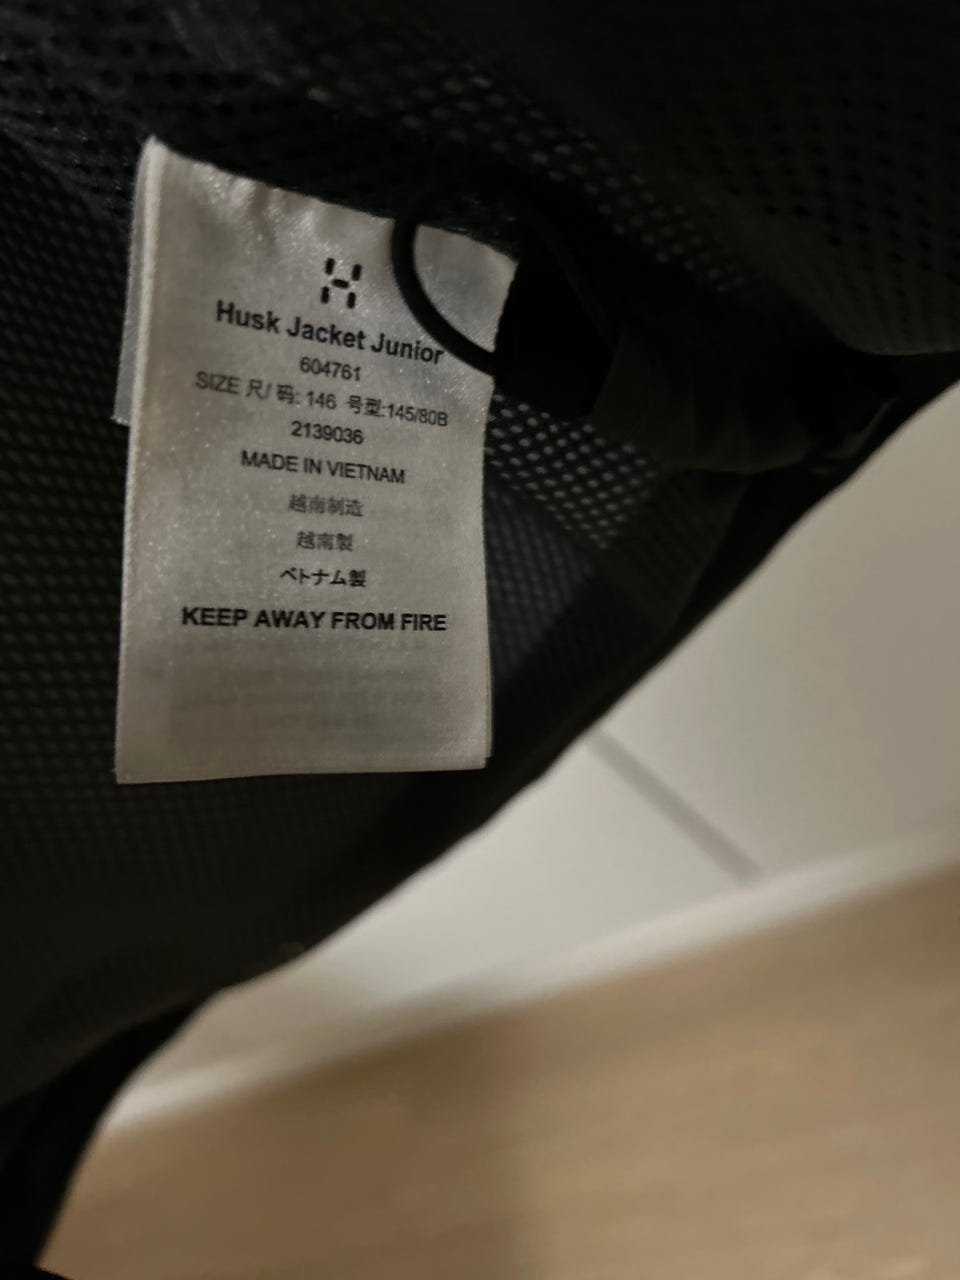 Husk Jacket Junior
604761
SIZE 尺/ 码: 146 号型:145/80B
2139036
MADE IN VIETNAM
越南制造
越南製
ベトナム製
KEEP AWAY FROM FIRE